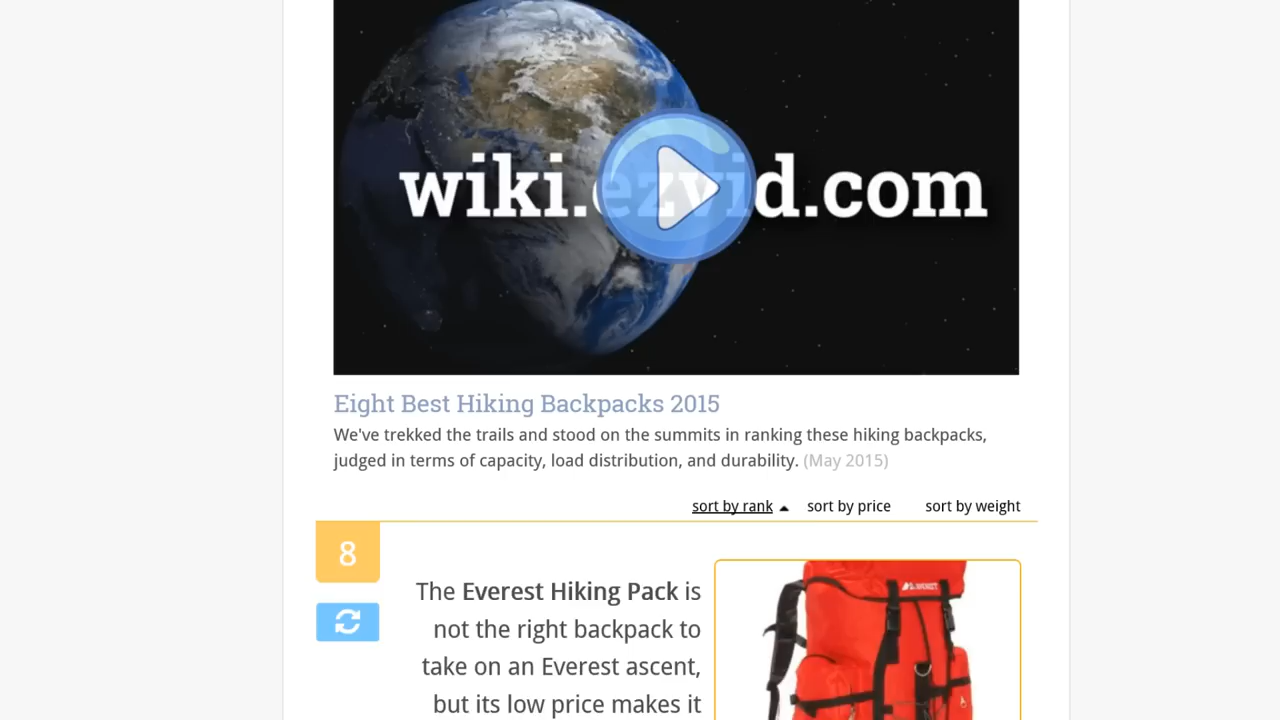 wiki.ezvid.com
Eight Best Hiking Backpacks 2015
We've trekked the trails and stood on the summits in ranking these hiking backpacks,
judged in terms of capacity, load distribution, and durability. (May 2015)
sort by rank sort by price sort by weight
8
The Everest Hiking Pack is
not the right backpack to
take on an Everest ascent,
but its low price makes it
EVEREST